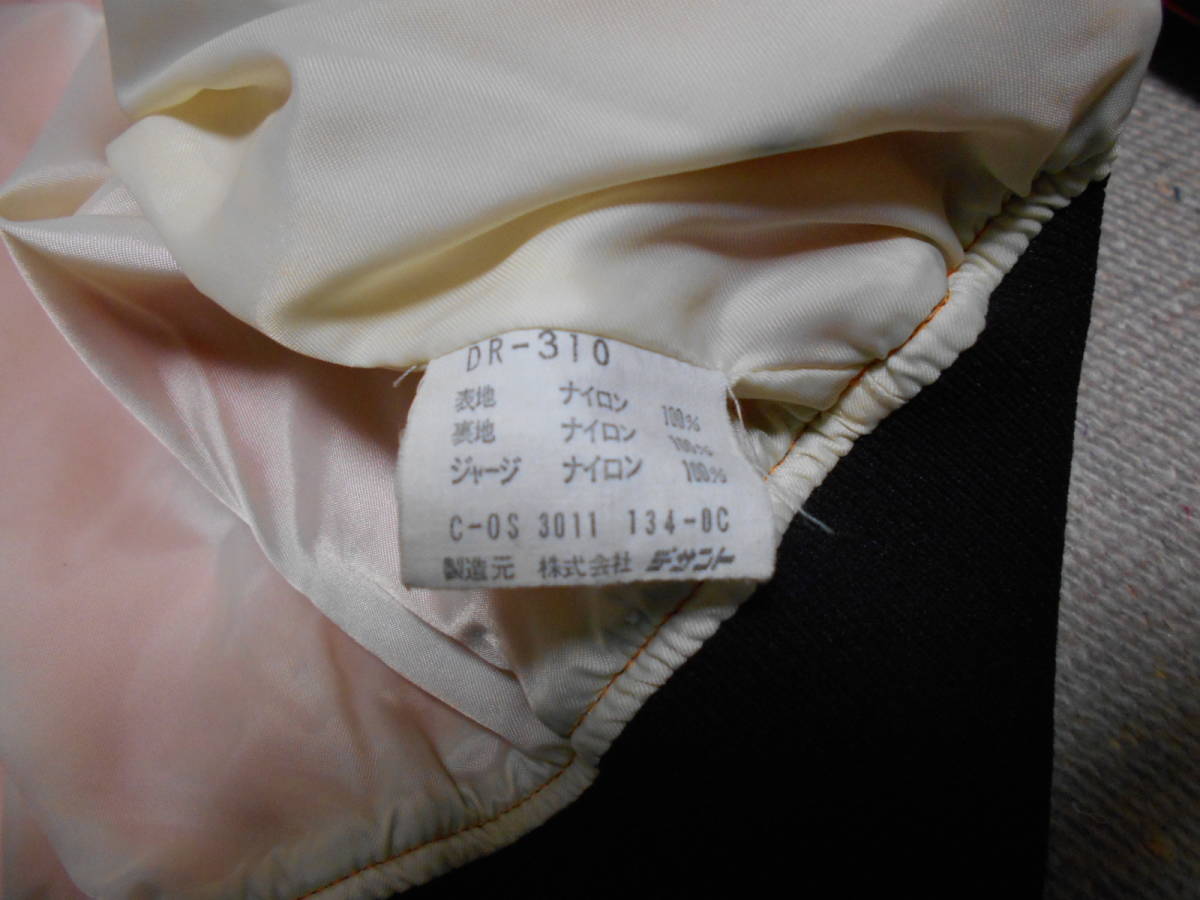 DR-310
表地 ナイロン 100%
裏地 ナイロン 100%
ジャージ ナイロン 100%
C-OS 3011 134-0C
製造元 株式会社 デサント